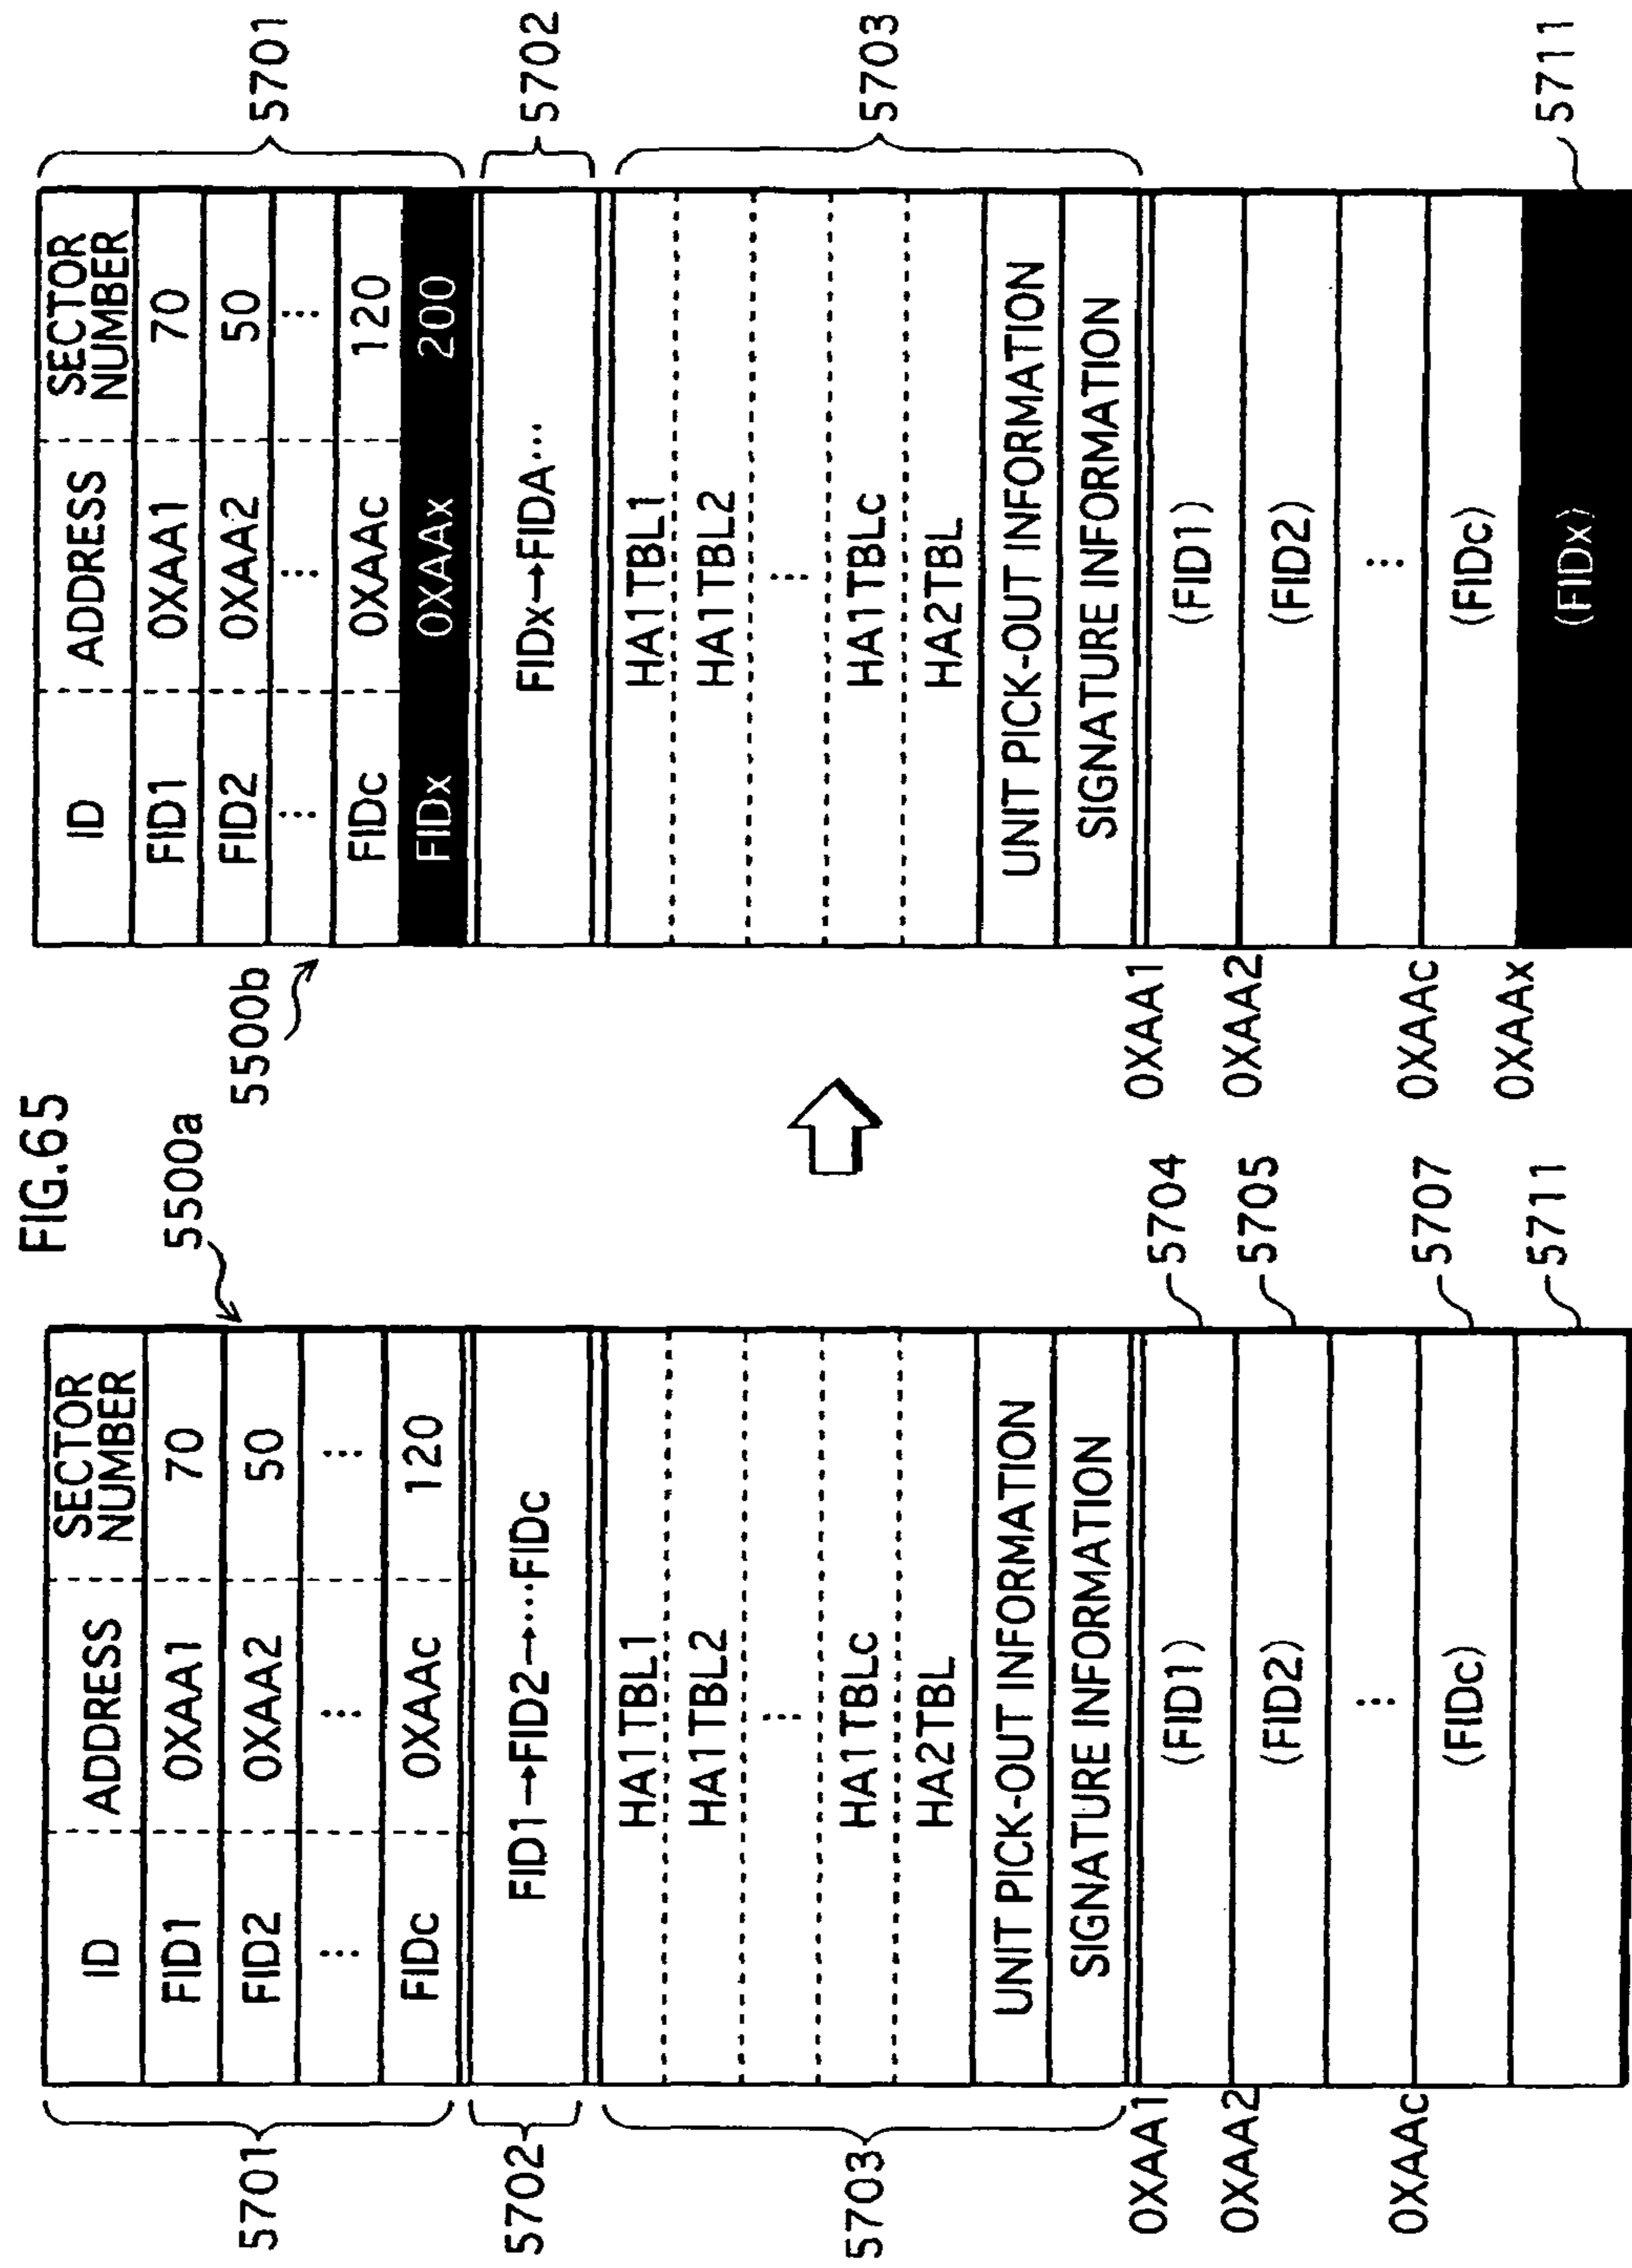 FIG.65
5500a
ID ADDRESS SECTOR NUMBER
FID1 0XAA1 70
FID2 0XAA2 50
... ... ...
FIDc 0XAAc 120
5701
FID1→FID2→...FIDc
5702
HA1TBL1
HA1TBL2
...
HA1TBLc
HA2TBL
UNIT PICK-OUT INFORMATION
SIGNATURE INFORMATION
5703
0XAA1 (FID1) 5704
0XAA2 (FID2) 5705
...
0XAAc (FIDc) 5707
5711
5500b
ID ADDRESS SECTOR NUMBER
FID1 0XAA1 70
FID2 0XAA2 50
... ... ...
FIDc 0XAAc 120
FIDx 0XAAx 200
5701
FIDx→FIDA...
5702
HA1TBL1
HA1TBL2
...
HA1TBLc
HA2TBL
UNIT PICK-OUT INFORMATION
SIGNATURE INFORMATION
5703
0XAA1 (FID1)
0XAA2 (FID2)
...
0XAAc (FIDc)
0XAAx (FIDx) 5711